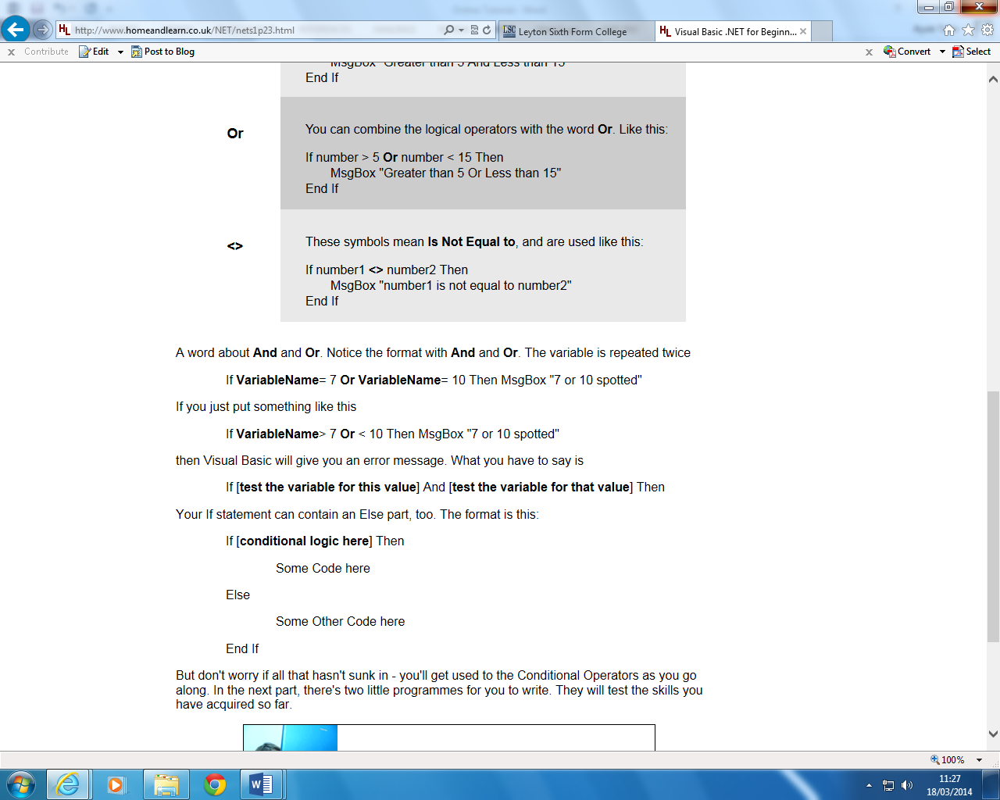 http://www.homeandlearn.co.uk/NET/nets1p23.html
LSC Leyton Sixth Form College
HL Visual Basic .NET for Beginn...
x Contribute Edit Post to Blog
x Convert Select
MsgBox "Greater than 5 And Less than 15"
End If
Or
You can combine the logical operators with the word Or. Like this:
If number > 5 Or number < 15 Then
MsgBox "Greater than 5 Or Less than 15"
End If
<>
These symbols mean Is Not Equal to, and are used like this:
If number1 <> number2 Then
MsgBox "number1 is not equal to number2"
End If
A word about And and Or. Notice the format with And and Or. The variable is repeated twice
If VariableName= 7 Or VariableName= 10 Then MsgBox "7 or 10 spotted"
If you just put something like this
If VariableName> 7 Or < 10 Then MsgBox "7 or 10 spotted"
then Visual Basic will give you an error message. What you have to say is
If [test the variable for this value] And [test the variable for that value] Then
Your If statement can contain an Else part, too. The format is this:
If [conditional logic here] Then
Some Code here
Else
Some Other Code here
End If
But don't worry if all that hasn't sunk in - you'll get used to the Conditional Operators as you go
along. In the next part, there's two little programmes for you to write. They will test the skills you
have acquired so far.
100%
11:27
18/03/2014